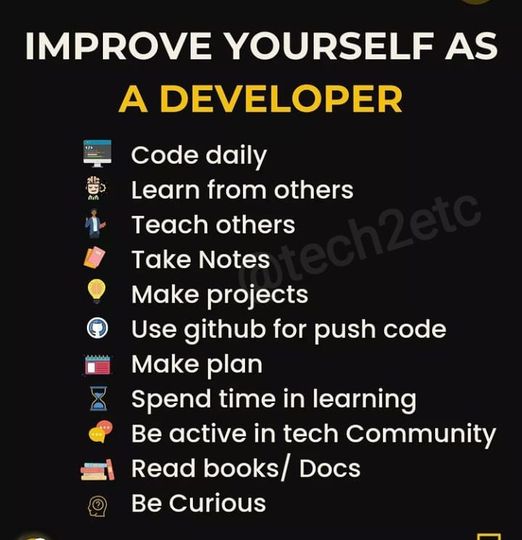 IMPROVE YOURSELF AS
A DEVELOPER
Code daily
Learn from others
Teach others
Take Notes
Make projects
Use github for push code
Make plan
Spend time in learning
Be active in tech Community
Read books/ Docs
Be Curious
@tech2etc